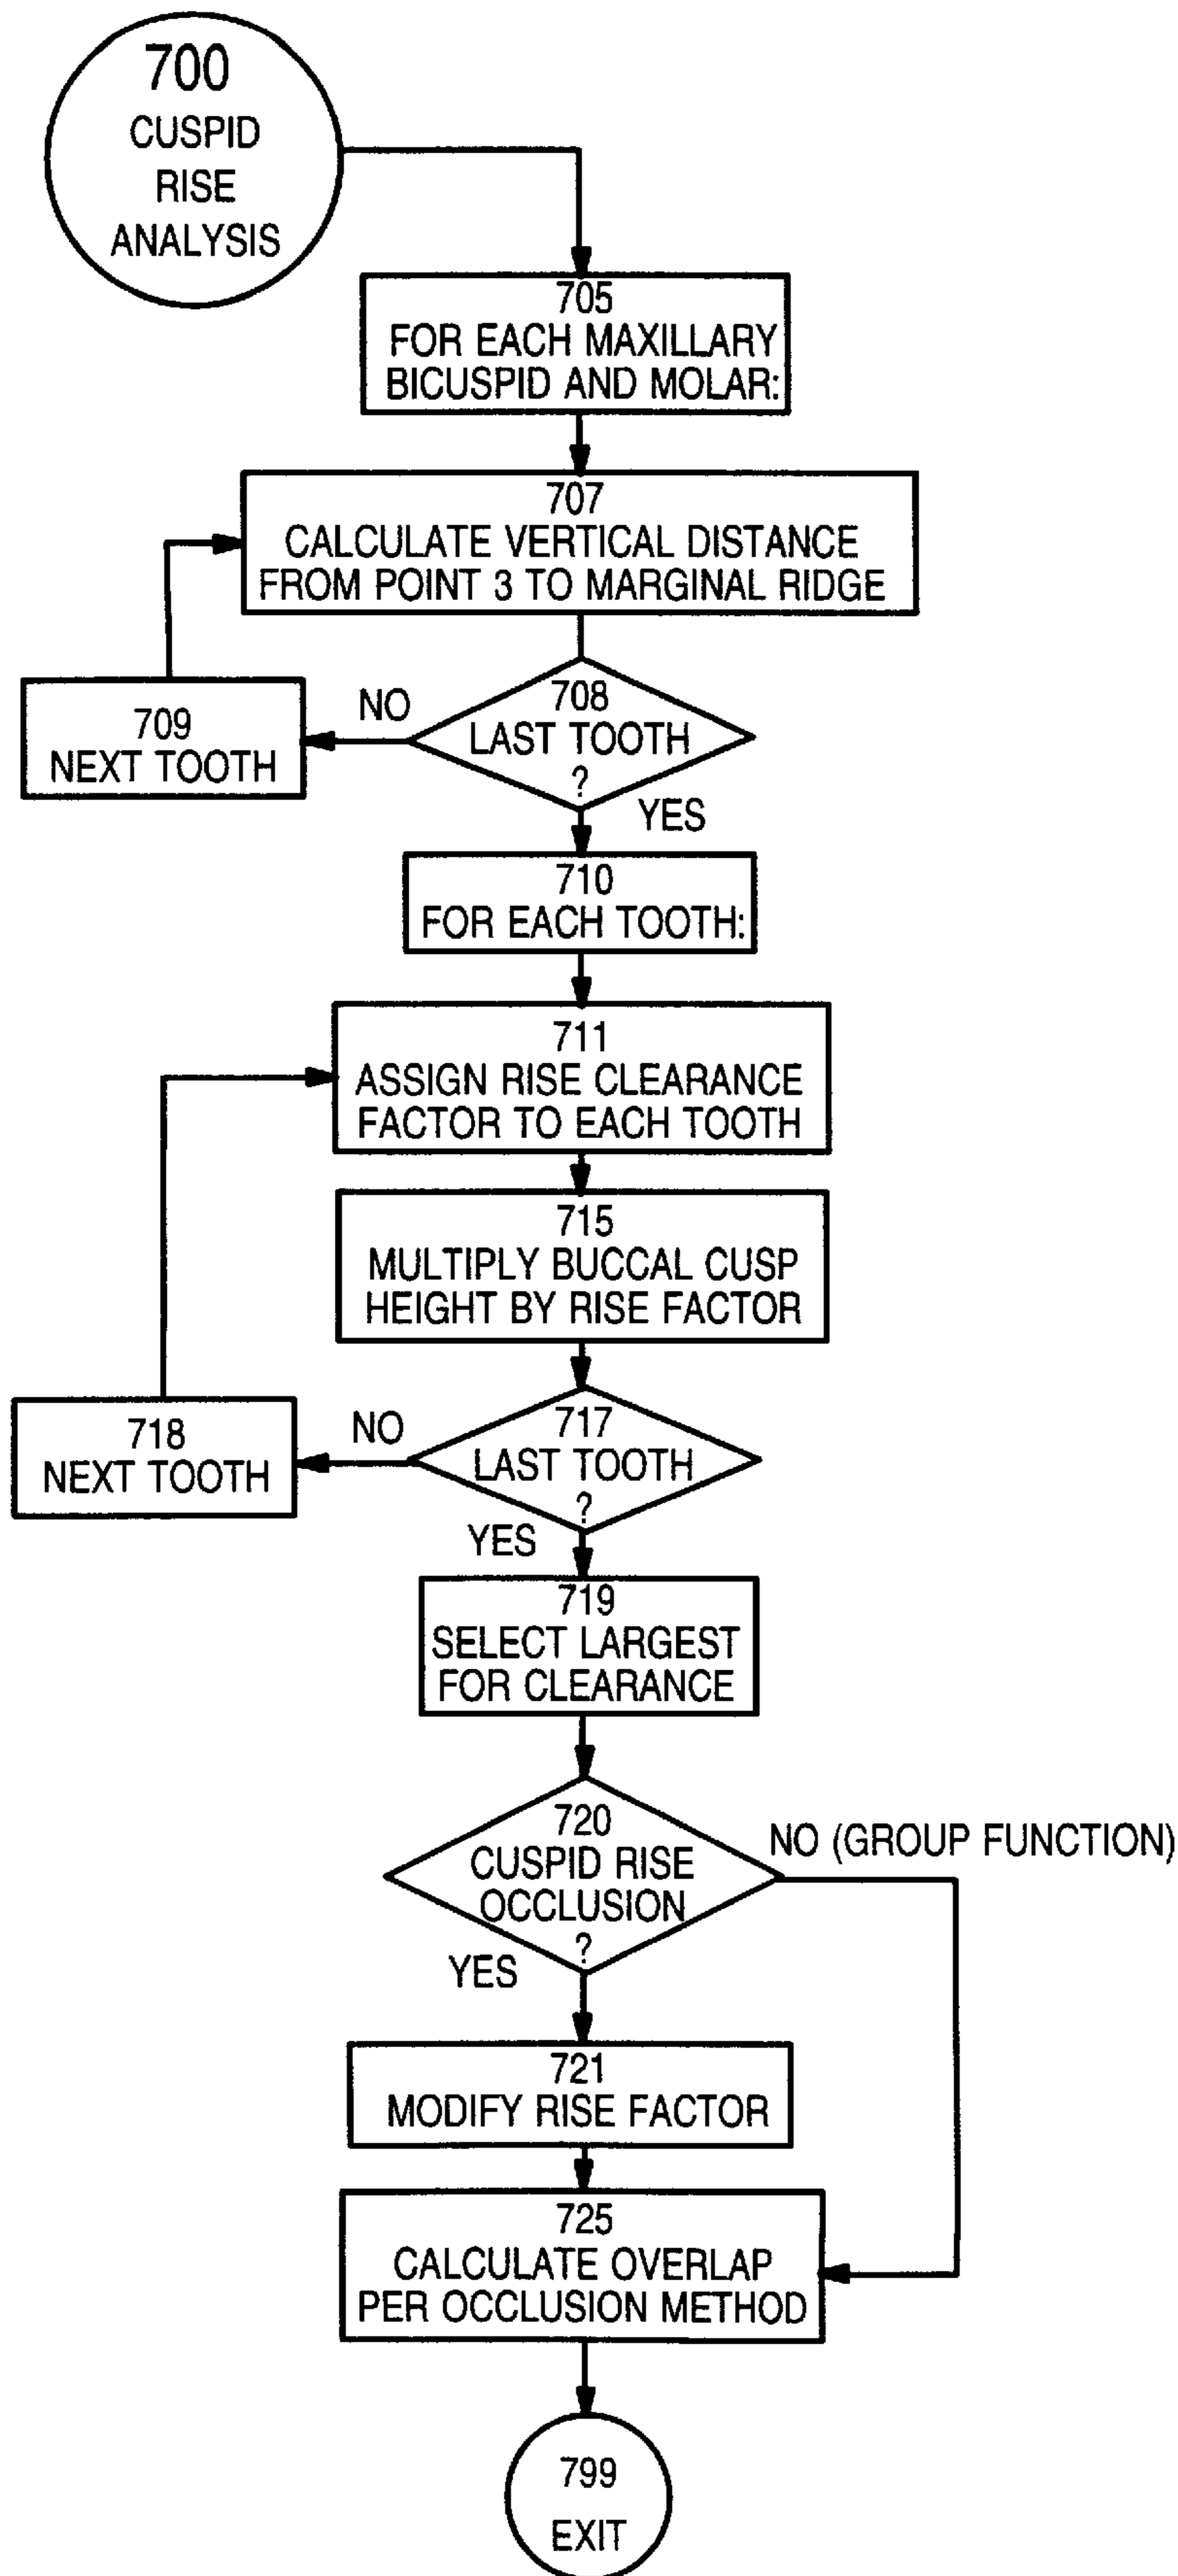 700
CUSPID
RISE
ANALYSIS
705
FOR EACH MAXILLARY
BICUSPID AND MOLAR:
707
CALCULATE VERTICAL DISTANCE
FROM POINT 3 TO MARGINAL RIDGE
708
LAST TOOTH
?
NO
709
NEXT TOOTH
YES
710
FOR EACH TOOTH:
711
ASSIGN RISE CLEARANCE
FACTOR TO EACH TOOTH
715
MULTIPLY BUCCAL CUSP
HEIGHT BY RISE FACTOR
717
LAST TOOTH
?
NO
718
NEXT TOOTH
YES
719
SELECT LARGEST
FOR CLEARANCE
720
CUSPID RISE
OCCLUSION
?
NO (GROUP FUNCTION)
YES
721
MODIFY RISE FACTOR
725
CALCULATE OVERLAP
PER OCCLUSION METHOD
799
EXIT